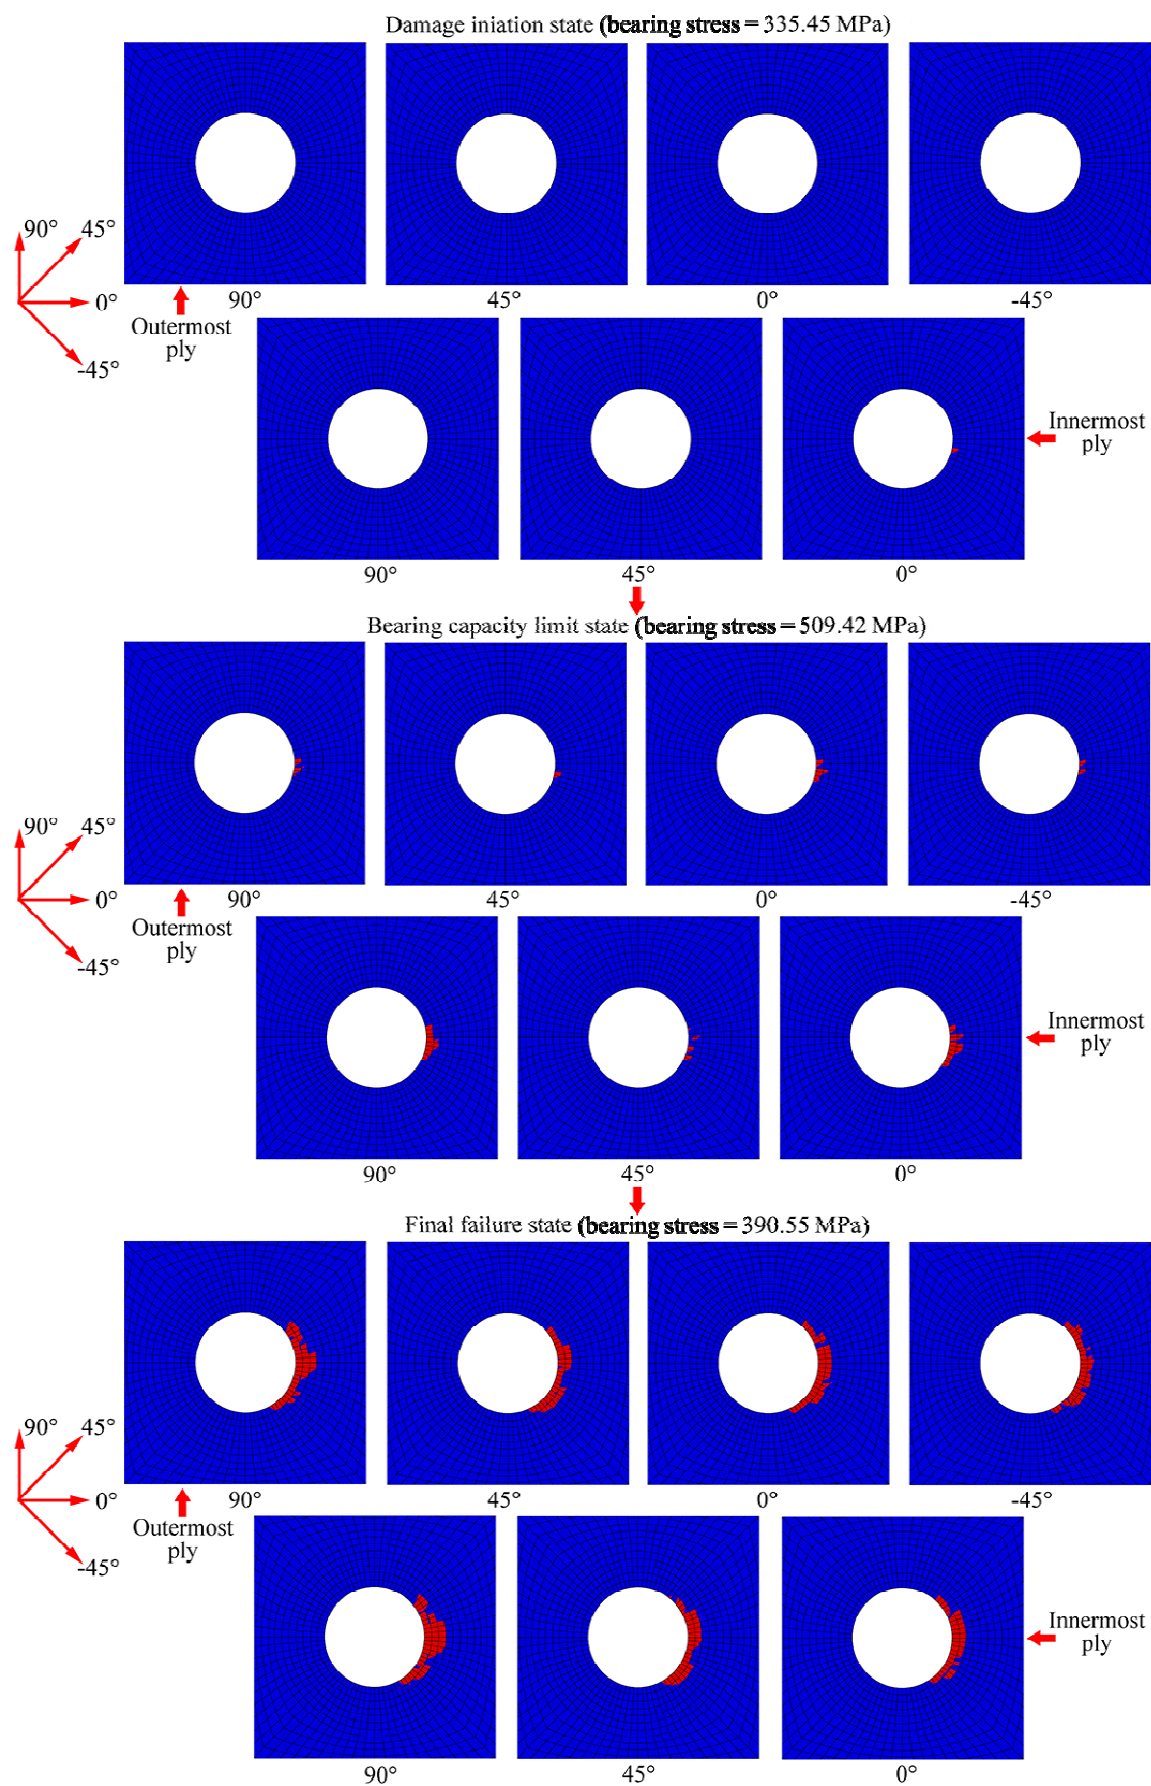 Damage iniation state (bearing stress = 335.45 MPa)
90° 45°
0°
-45°
90° 45° 0° -45°
Outermost
ply
Innermost
ply
90° 45° 0°
Bearing capacity limit state (bearing stress = 509.42 MPa)
90° 45°
0°
-45°
90° 45° 0° -45°
Outermost
ply
Innermost
ply
90° 45° 0°
Final failure state (bearing stress = 390.55 MPa)
90° 45°
0°
-45°
90° 45° 0° -45°
Outermost
ply
Innermost
ply
90° 45° 0°